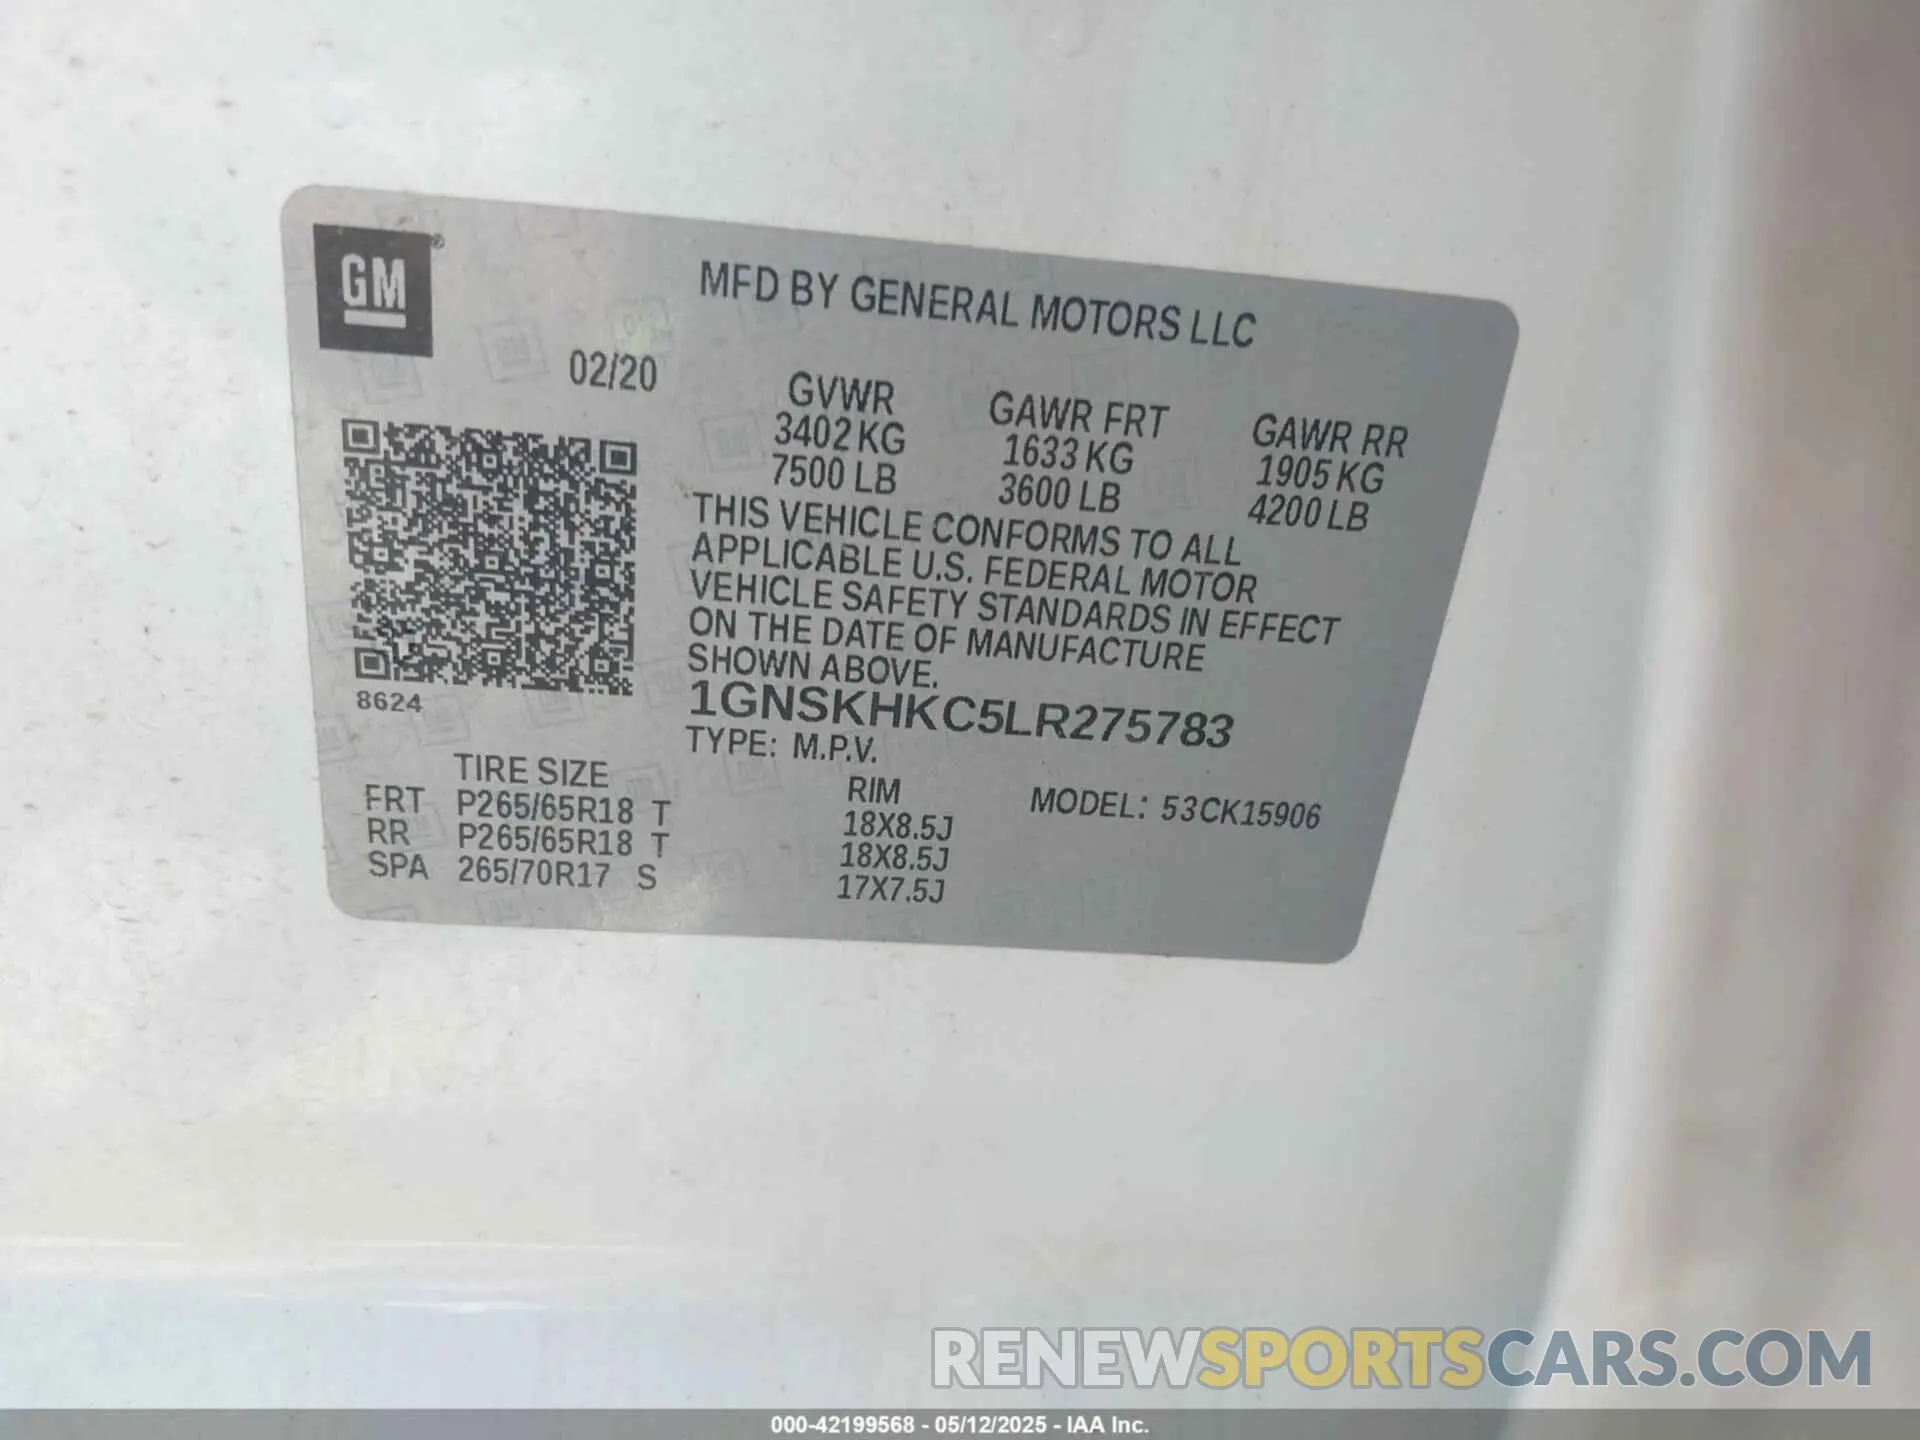 GM®
MFD BY GENERAL MOTORS LLC
02/20
GVWR GAWR FRT GAWR RR
3402 KG 1633 KG 1905 KG
7500 LB 3600 LB 4200 LB
THIS VEHICLE CONFORMS TO ALL
APPLICABLE U.S. FEDERAL MOTOR
VEHICLE SAFETY STANDARDS IN EFFECT
ON THE DATE OF MANUFACTURE
SHOWN ABOVE.
8624
1GNSKHKC5LR275783
TYPE: M.P.V.
TIRE SIZE RIM MODEL: 53CK15906
FRT P265/65R18 T 18X8.5J
RR P265/65R18 T 18X8.5J
SPA 265/70R17 S 17X7.5J
RENEWSPORTSCARS.COM
000-42199568 - 05/12/2025 - IAA Inc.